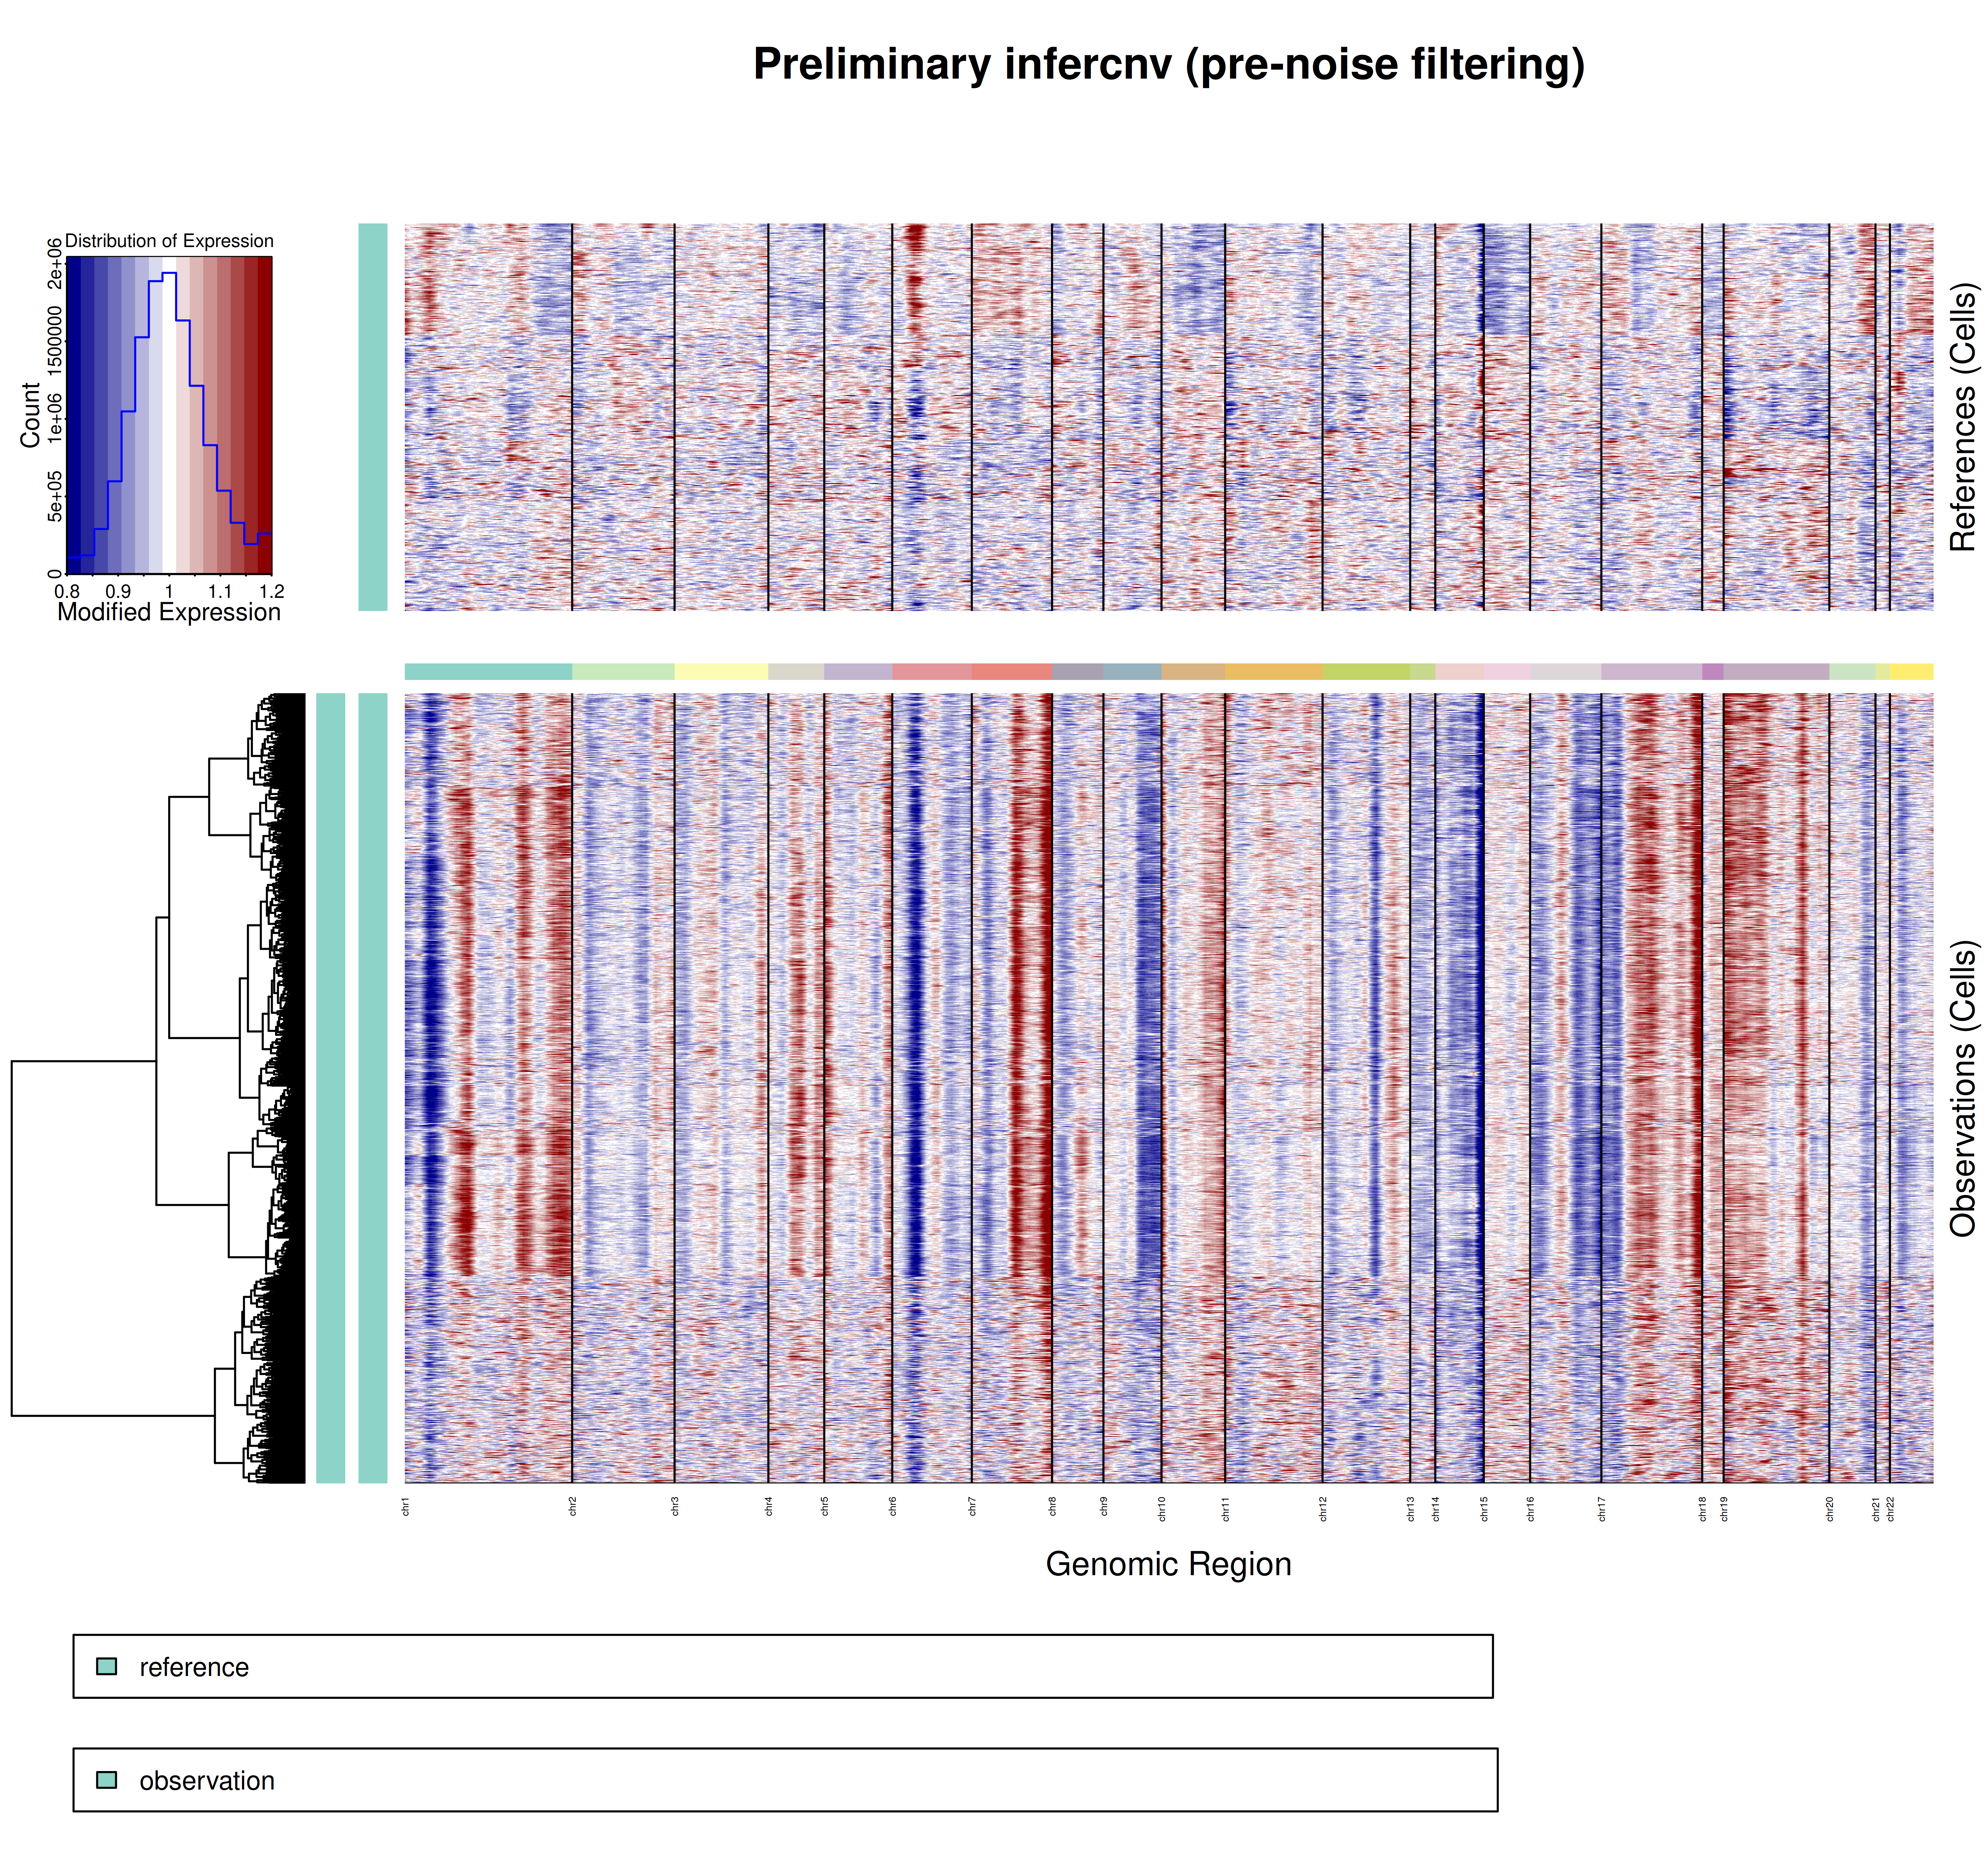 Preliminary infercnv (pre-noise filtering)
Distribution of Expression
Count
0 5e+05 1e+06 1500000 2e+06
0.8 0.9 1 1.1 1.2
Modified Expression
References (Cells)
Observations (Cells)
chr1 chr2 chr3 chr4 chr5 chr6 chr7 chr8 chr9 chr10 chr11 chr12 chr13 chr14 chr15 chr16 chr17 chr18 chr19 chr20 chr21 chr22
Genomic Region
reference
observation